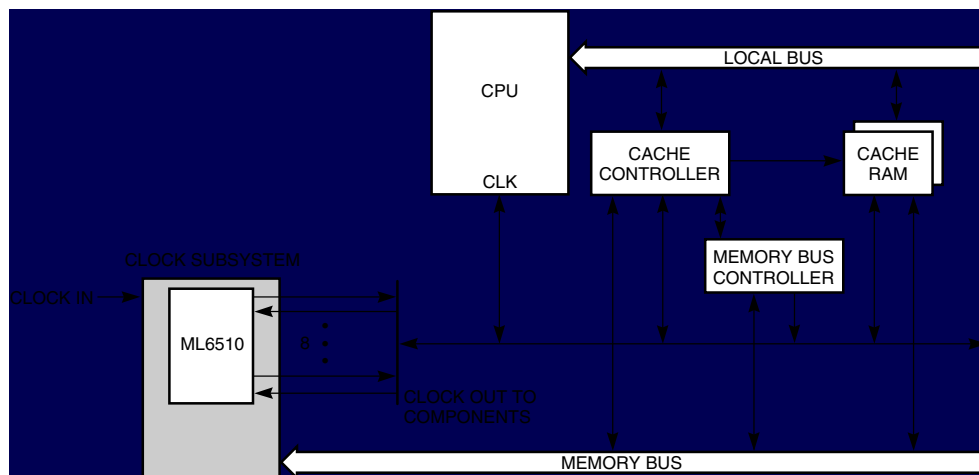 LOCAL BUS
CPU
CLK
CACHE
CONTROLLER
CACHE
RAM
MEMORY BUS
CONTROLLER
CLOCK SUBSYSTEM
CLOCK IN
ML6510
8
CLOCK OUT TO
COMPONENTS
MEMORY BUS